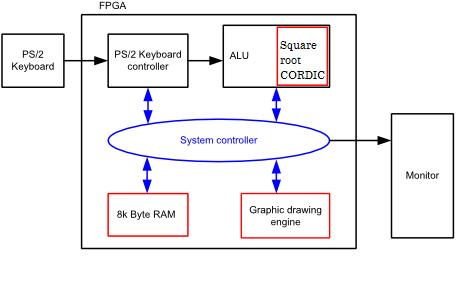 FPGA
PS/2
Keyboard
PS/2 Keyboard
controller
ALU
Square
root
CORDIC
System controller
Monitor
8k Byte RAM
Graphic drawing
engine